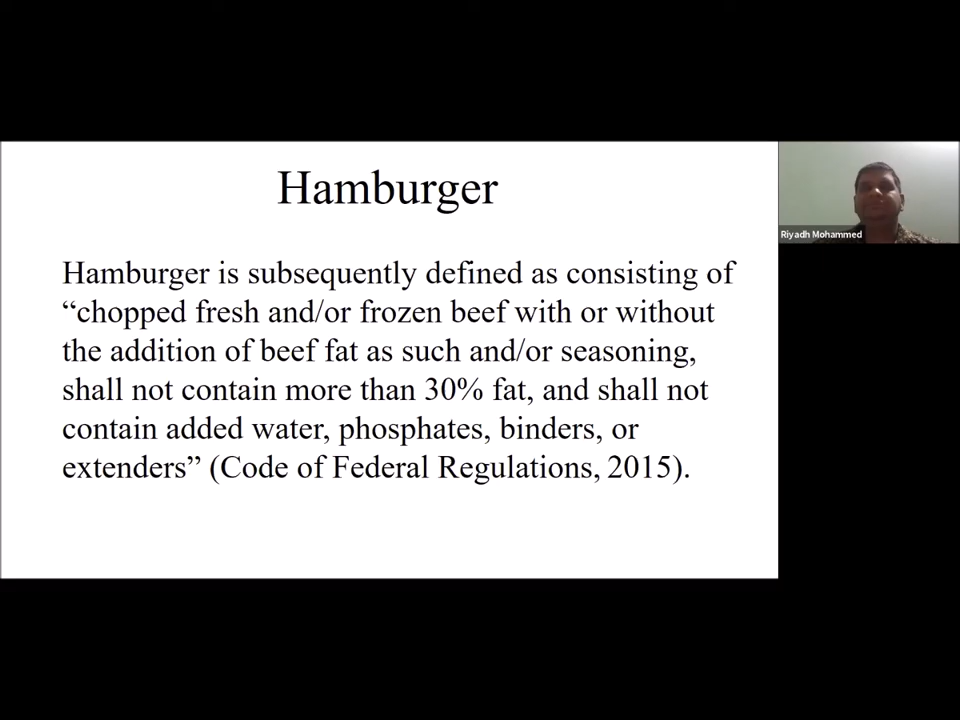 Hamburger
Hamburger is subsequently defined as consisting of
“chopped fresh and/or frozen beef with or without
the addition of beef fat as such and/or seasoning,
shall not contain more than 30% fat, and shall not
contain added water, phosphates, binders, or
extenders” (Code of Federal Regulations, 2015).
Riyadh Mohammed